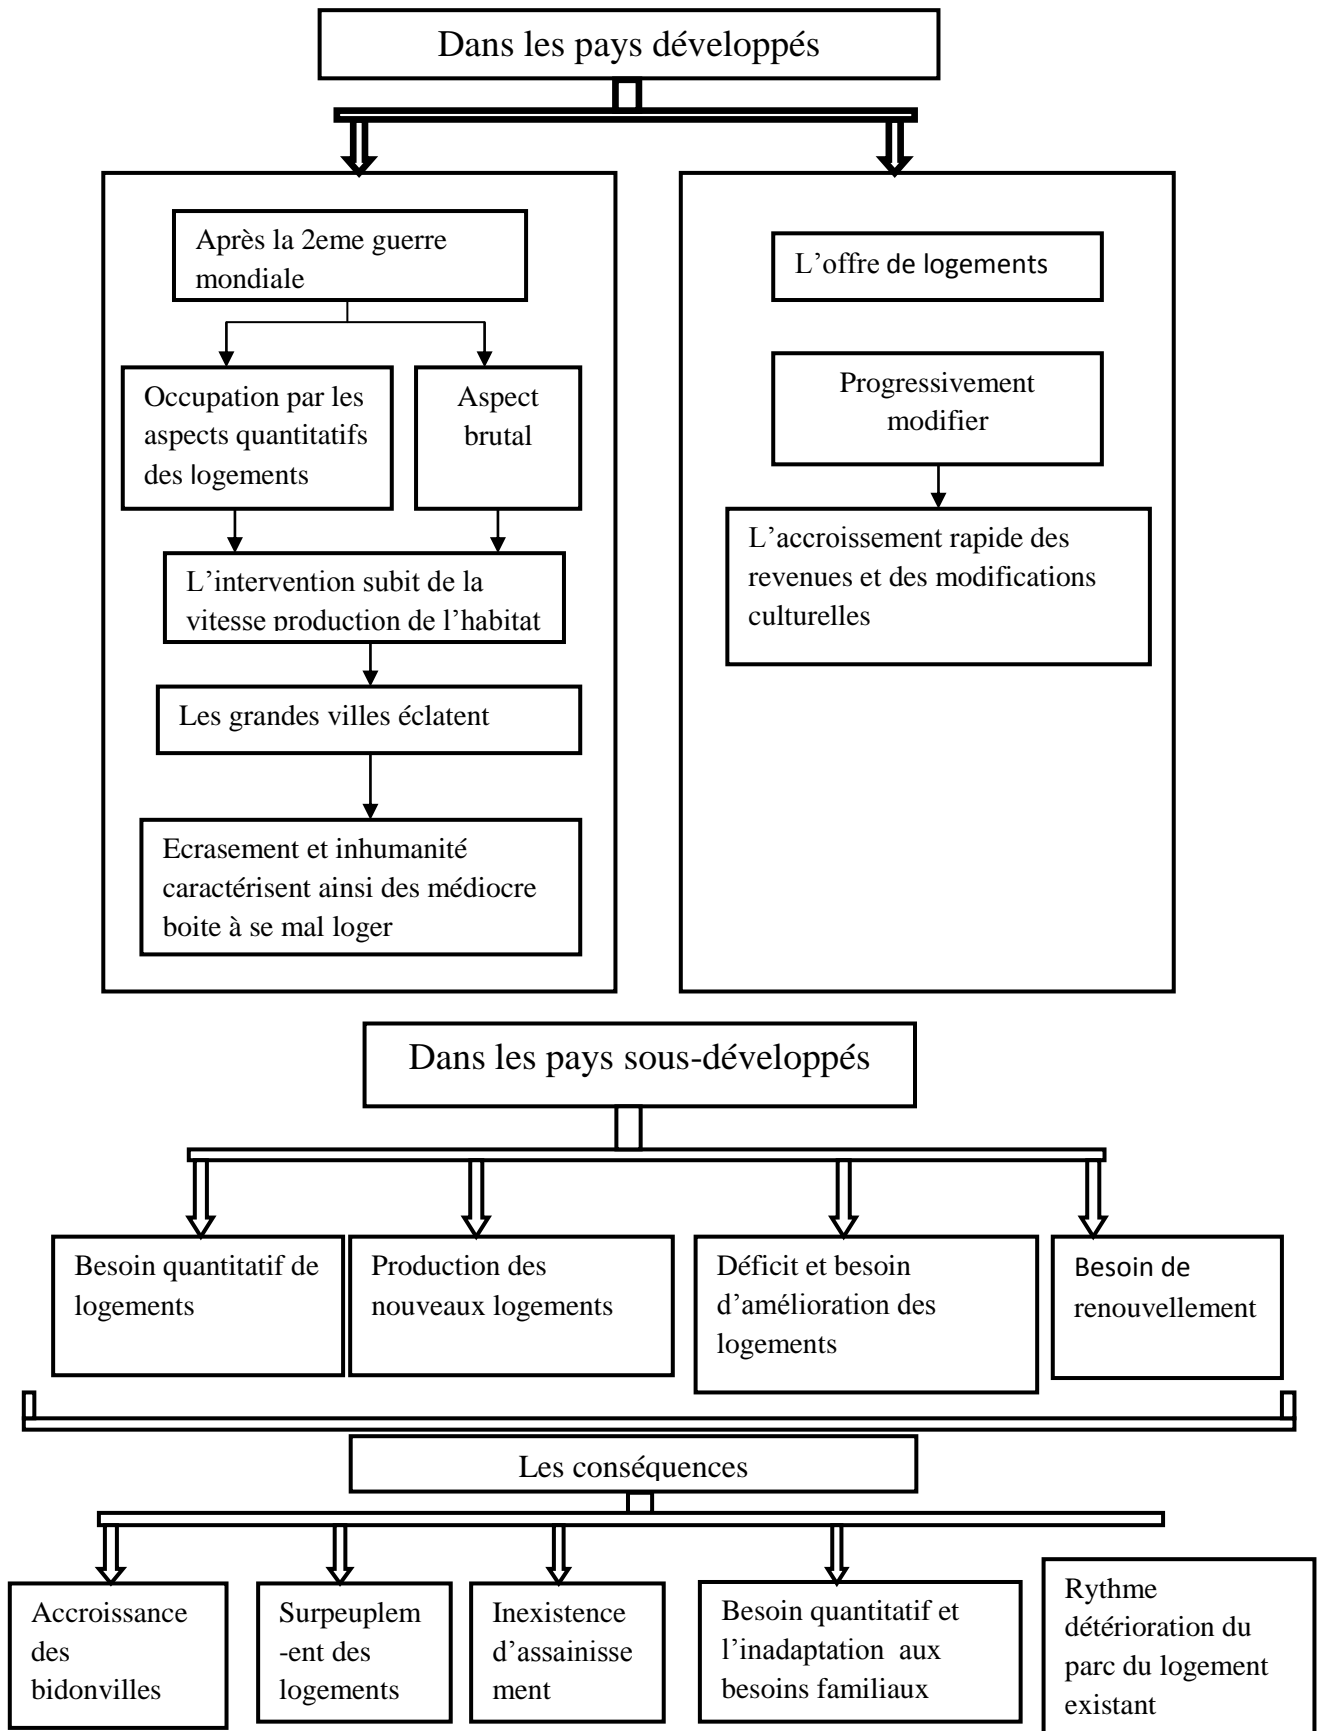 Dans les pays développés
Après la 2eme guerre
mondiale
Occupation par les
aspects quantitatifs
des logements
Aspect
brutal
L'intervention subit de la
vitesse production de l'habitat
Les grandes villes éclatent
Ecrasement et inhumanité
caractérisent ainsi des médiocre
boite à se mal loger
L'offre de logements
Progressivement
modifier
L'accroissement rapide des
revenues et des modifications
culturelles
Dans les pays sous-développés
Besoin quantitatif de
logements
Production des
nouveaux logements
Déficit et besoin
d'amélioration des
logements
Besoin de
renouvellement
Les conséquences
Accroissance
des
bidonvilles
Surpeuplem
-ent des
logements
Inexistence
d'assainisse
ment
Besoin quantitatif et
l'inadaptation aux
besoins familiaux
Rythme
détérioration du
parc du logement
existant